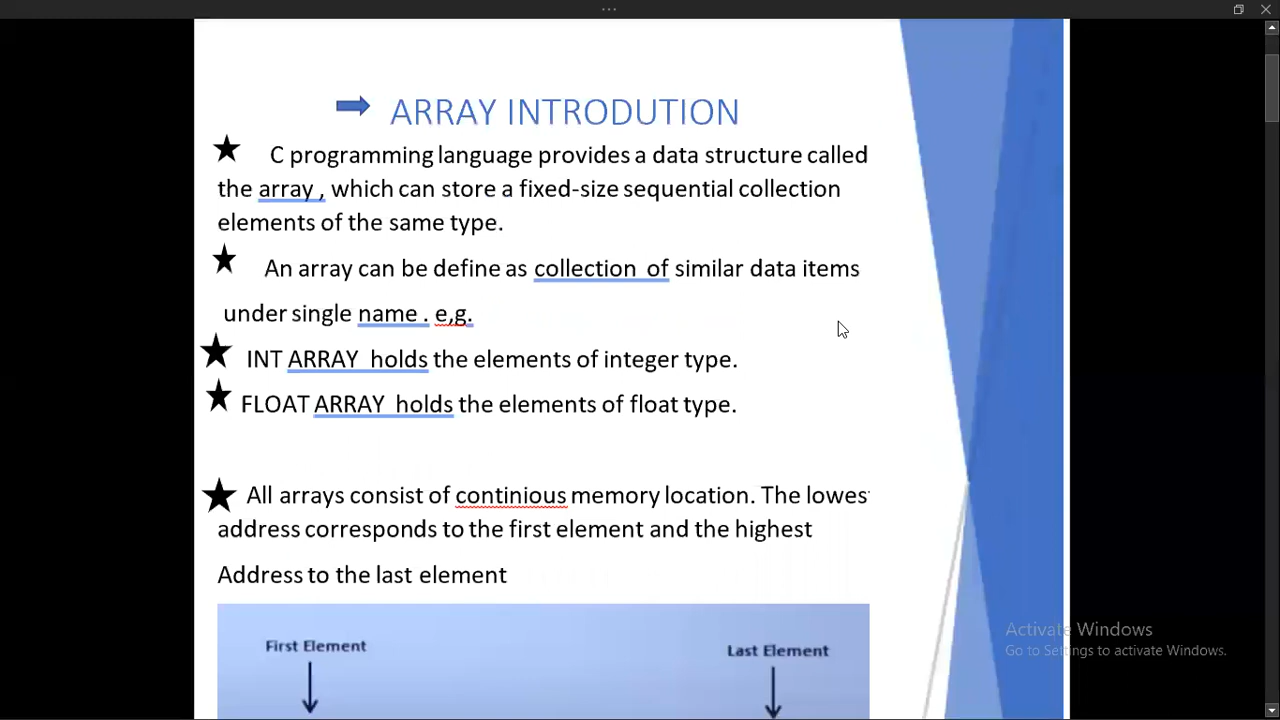 ARRAY INTRODUTION
C programming language provides a data structure called
the array , which can store a fixed-size sequential collection
elements of the same type.
An array can be define as collection of similar data items
under single name . e,g.
INT ARRAY holds the elements of integer type.
FLOAT ARRAY holds the elements of float type.
All arrays consist of continious memory location. The lowes
address corresponds to the first element and the highest
Address to the last element
First Element
Last Element
Activate Windows
Go to Settings to activate Windows.